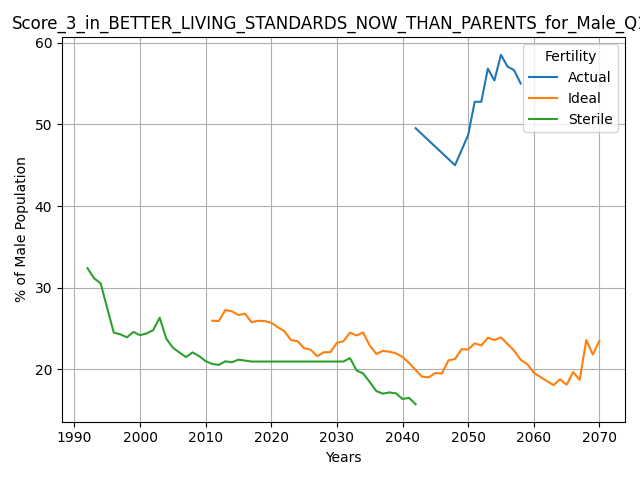 Score_3_in_BETTER_LIVING_STANDARDS_NOW_THAN_PARENTS_for_Male_Q
Fertility
Actual
Ideal
Sterile
% of Male Population
60
50
40
30
20
1990 2000 2010 2020 2030 2040 2050 2060 2070
Years